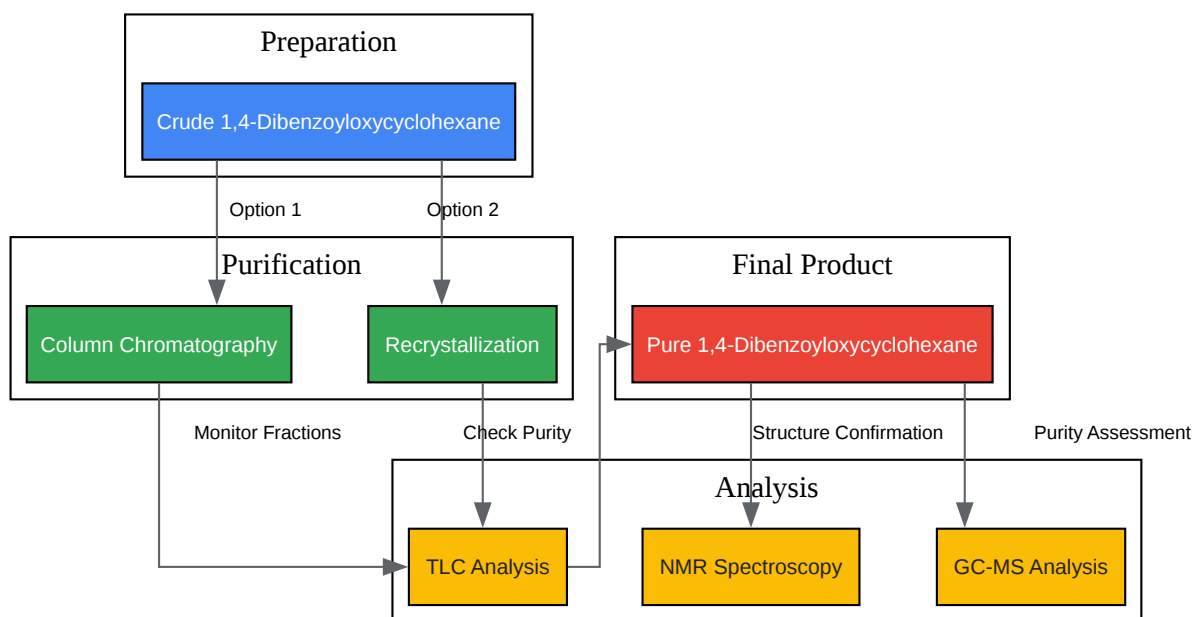 Preparation
Crude 1,4-Dibenzoyloxycyclohexane
Option 1
Option 2
Purification
Final Product
Column Chromatography
Recrystallization
Pure 1,4-Dibenzoyloxycyclohexane
Monitor Fractions
Check Purity
Structure Confirmation
Purity Assessment
Analysis
TLC Analysis
NMR Spectroscopy
GC-MS Analysis